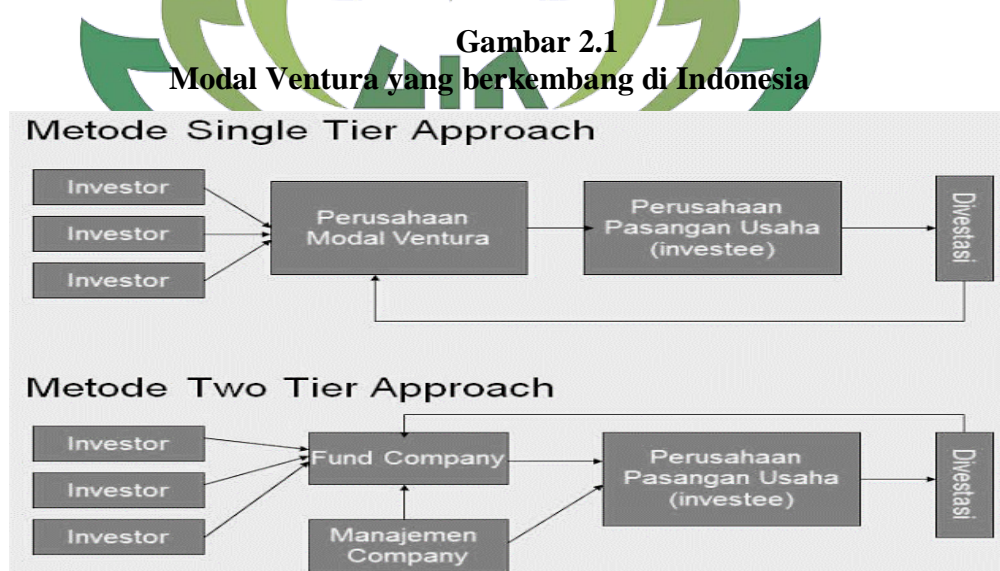 Gambar 2.1
Modal Ventura yang berkembang di Indonesia
Metode Single Tier Approach
Investor
Investor
Investor
Perusahaan
Modal Ventura
Perusahaan
Pasangan Usaha
(investee)
Divestasi
Metode Two Tier Approach
Investor
Investor
Investor
Fund Company
Manajemen
Company
Perusahaan
Pasangan Usaha
(investee)
Divestasi